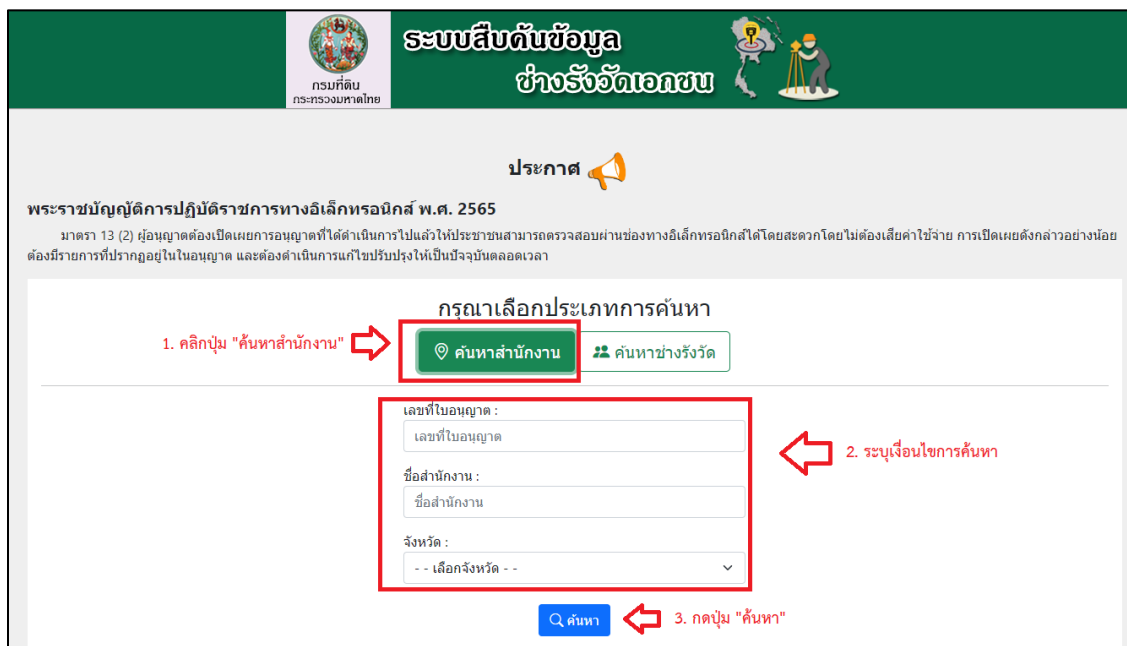 ระบบสืบค้นข้อมูล
ช่างรังวัดเอกชน
กรมที่ดิน
กระทรวงมหาดไทย
ประกาศ
พระราชบัญญัติการปฏิบัติราชการทางอิเล็กทรอนิกส์ พ.ศ. 2565
มาตรา 13 (2) ผู้อนุญาตต้องเปิดเผยการอนุญาตที่ได้ดำเนินการไปแล้วให้ประชาชนสามารถตรวจสอบผ่านช่องทางอิเล็กทรอนิกส์ได้โดยสะดวกโดยไม่ต้องเสียค่าใช้จ่าย การเปิดเผยดังกล่าวอย่างน้อย
ต้องมีรายการที่ปรากฏอยู่ในในอนุญาต และต้องดำเนินการแก้ไขปรับปรุงให้เป็นปัจจุบันตลอดเวลา
กรุณาเลือกประเภทการค้นหา
1. คลิกปุ่ม "ค้นหาสำนักงาน"
ค้นหาสำนักงาน
ค้นหาช่างรังวัด
เลขที่ใบอนุญาต :
เลขที่ใบอนุญาต
2. ระบุเงื่อนไขการค้นหา
ชื่อสำนักงาน :
ชื่อสำนักงาน
จังหวัด :
- - เลือกจังหวัด - -
ค้นหา
3. กดปุ่ม "ค้นหา"